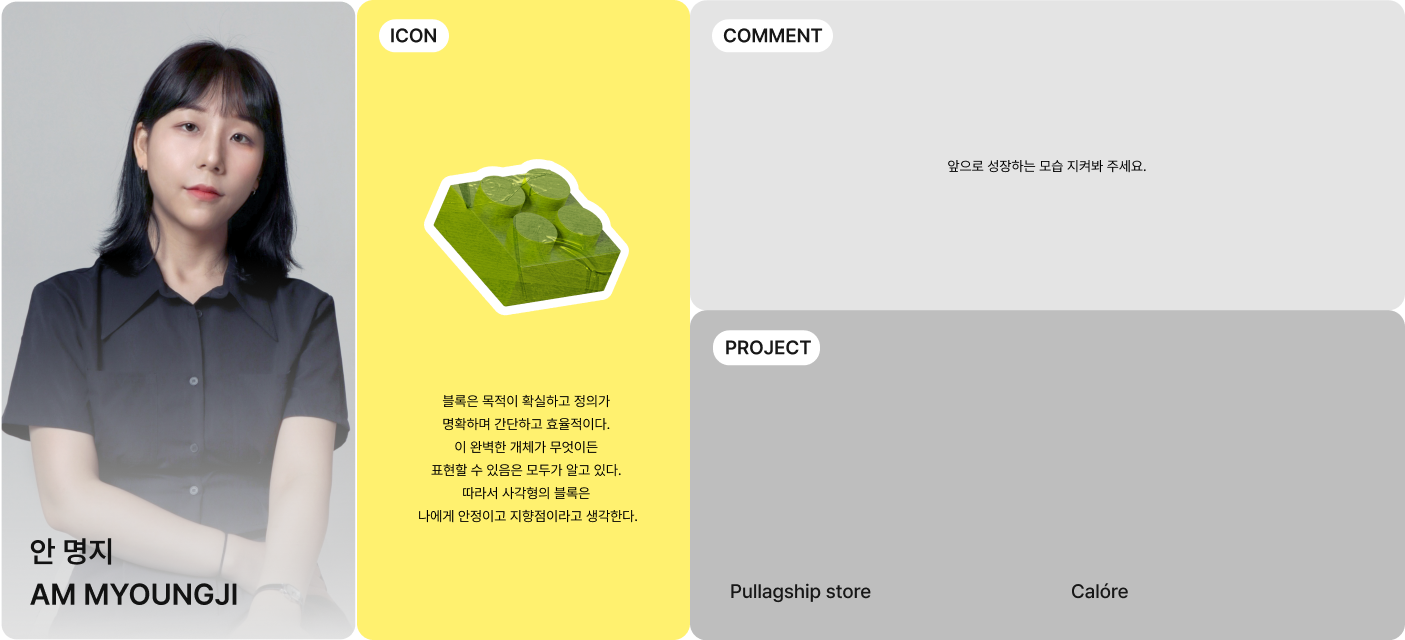 안 명지
AM MYOUNGJI
ICON
블록은 목적이 확실하고 정의가
명확하며 간단하고 효율적이다.
이 완벽한 개체가 무엇이든
표현할 수 있음은 모두가 알고 있다.
따라서 사각형의 블록은
나에게 안정이고 지향점이라고 생각한다.
COMMENT
앞으로 성장하는 모습 지켜봐 주세요.
PROJECT
Pullagship store
Calóre